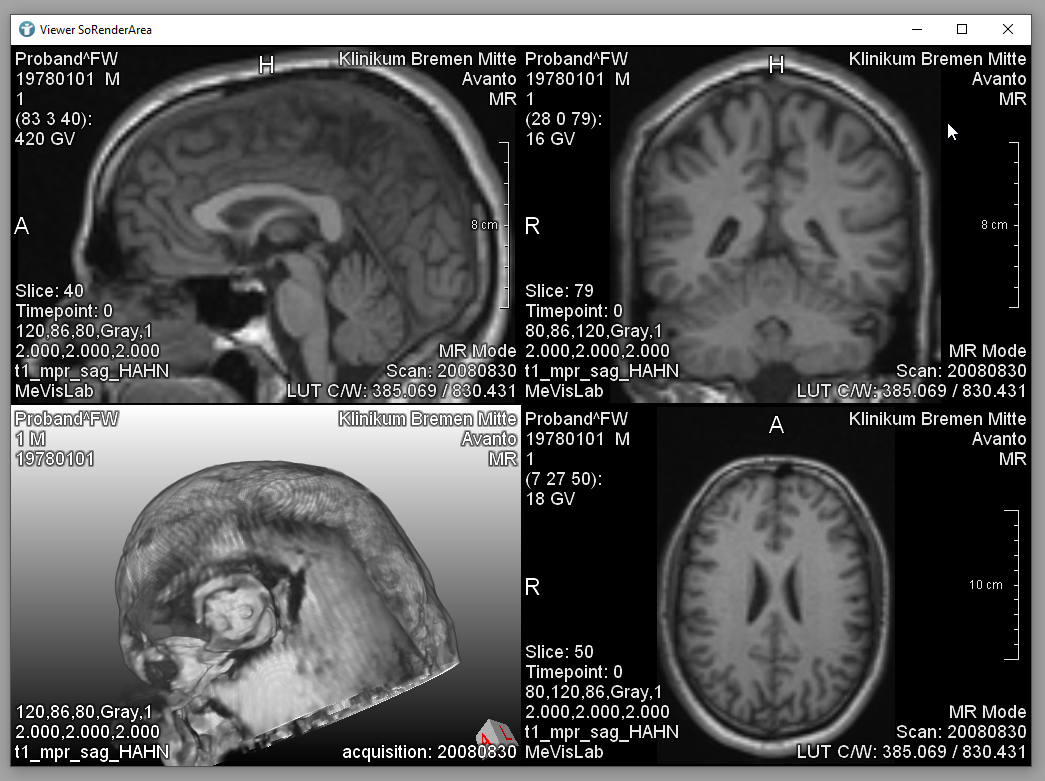 Viewer SoRenderArea
Proband^FW
19780101 M
1
(83 3 40):
420 GV
H
Klinikum Bremen Mitte
Avanto
MR
A
8 cm
Slice: 40
Timepoint: 0
120,86,80,Gray,1
2.000,2.000,2.000
t1_mpr_sag_HAHN
MeVisLab
MR Mode
Scan: 20080830
LUT C/W: 385.069 / 830.431
Proband^FW
19780101 M
1
(28 0 79):
16 GV
H
Klinikum Bremen Mitte
Avanto
MR
R
8 cm
Slice: 79
Timepoint: 0
80,86,120,Gray,1
2.000,2.000,2.000
t1_mpr_sag_HAHN
MeVisLab
MR Mode
Scan: 20080830
LUT C/W: 385.069 / 830.431
Proband^FW
1 M
19780101
Klinikum Bremen Mitte
Avanto
MR
120,86,80,Gray,1
2.000,2.000,2.000
t1_mpr_sag_HAHN
acquisition: 20080830
Proband^FW
19780101 M
1
(7 27 50):
18 GV
A
Klinikum Bremen Mitte
Avanto
MR
R
10 cm
Slice: 50
Timepoint: 0
80,120,86,Gray,1
2.000,2.000,2.000
t1_mpr_sag_HAHN
MeVisLab
MR Mode
Scan: 20080830
LUT C/W: 385.069 / 830.431